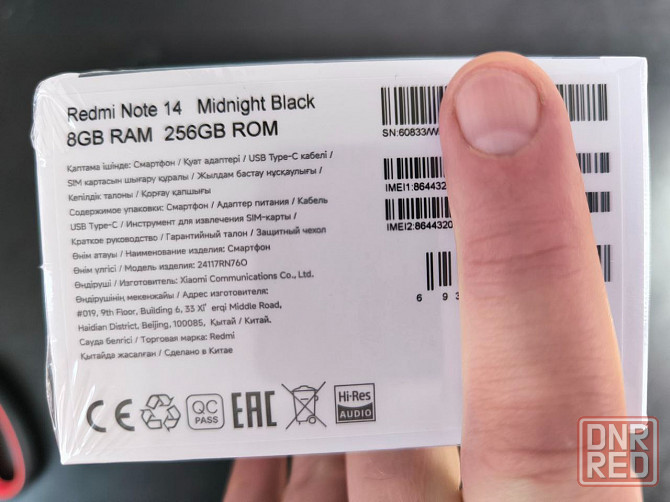 Redmi Note 14 Midnight Black
8GB RAM 256GB ROM
Қаптама ішінде: Смартфон / Қуат адаптері / USB Type-C кабелі /
SIM картасын шығару құралы / Жылдам бастау нұсқаулығы /
Кепілдік талоны / Қорғау қапшығы
Содержимое упаковки: Смартфон / Адаптер питания / Кабель
USB Type-C / Инструмент для извлечения SIM-карты /
Краткое руководство / Гарантийный талон / Защитный чехол
Өнім атауы / Наименование изделия: Смартфон
Өнім үлгісі / Модель изделия: 24117RN76O
Өндіруші / Изготовитель: Xiaomi Communications Co., Ltd.
Өндірушінің мекенжайы / Адрес изготовителя:
#019, 9th Floor, Building 6, 33 Xi'erqi Middle Road,
Haidian District, Beijing, 100085, Қытай / Китай.
Сауда белгісі / Торговая марка: Redmi
Қытайда жасалған / Сделано в Китае
SN:60833/
IMEI1:864432
IMEI2:8644320
6 9
CE
QC
PASS
EAC
Hi-Res
AUDIO
DNR
RED